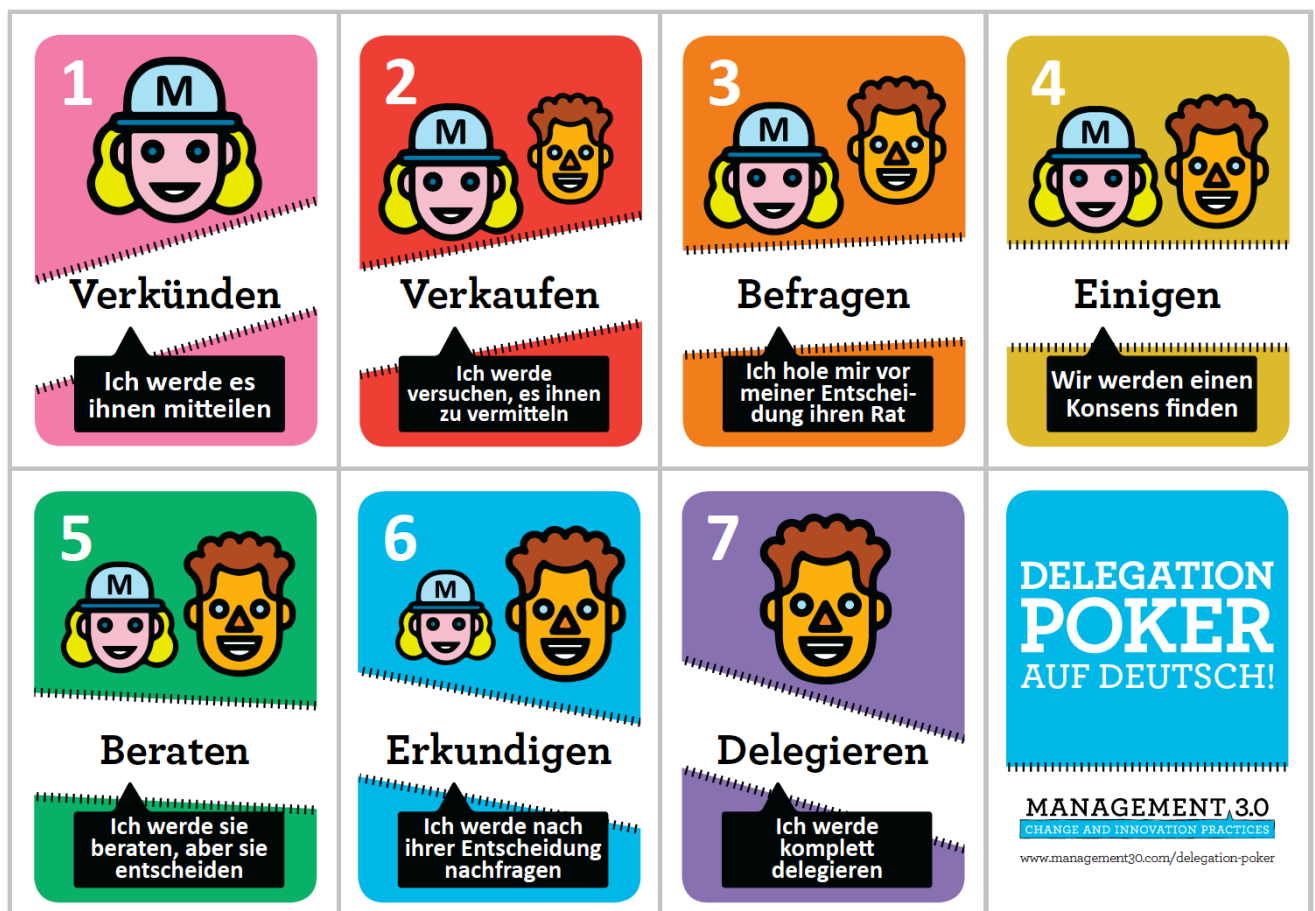 1
M
Verkünden
Ich werde es
ihnen mitteilen
2
M
Verkaufen
Ich werde
versuchen, es ihnen
zu vermitteln
3
M
Befragen
Ich hole mir vor
meiner Entschei-
dung ihren Rat
4
M
Einigen
Wir werden einen
Konsens finden
5
M
Beraten
Ich werde sie
beraten, aber sie
entscheiden
6
M
Erkundigen
Ich werde nach
ihrer Entscheidung
nachfragen
7
Delegieren
Ich werde
komplett
delegieren
DELEGATION
POKER
AUF DEUTSCH!
MANAGEMENT 3.0
CHANGE AND INNOVATION PRACTICES
www.management30.com/delegation-poker